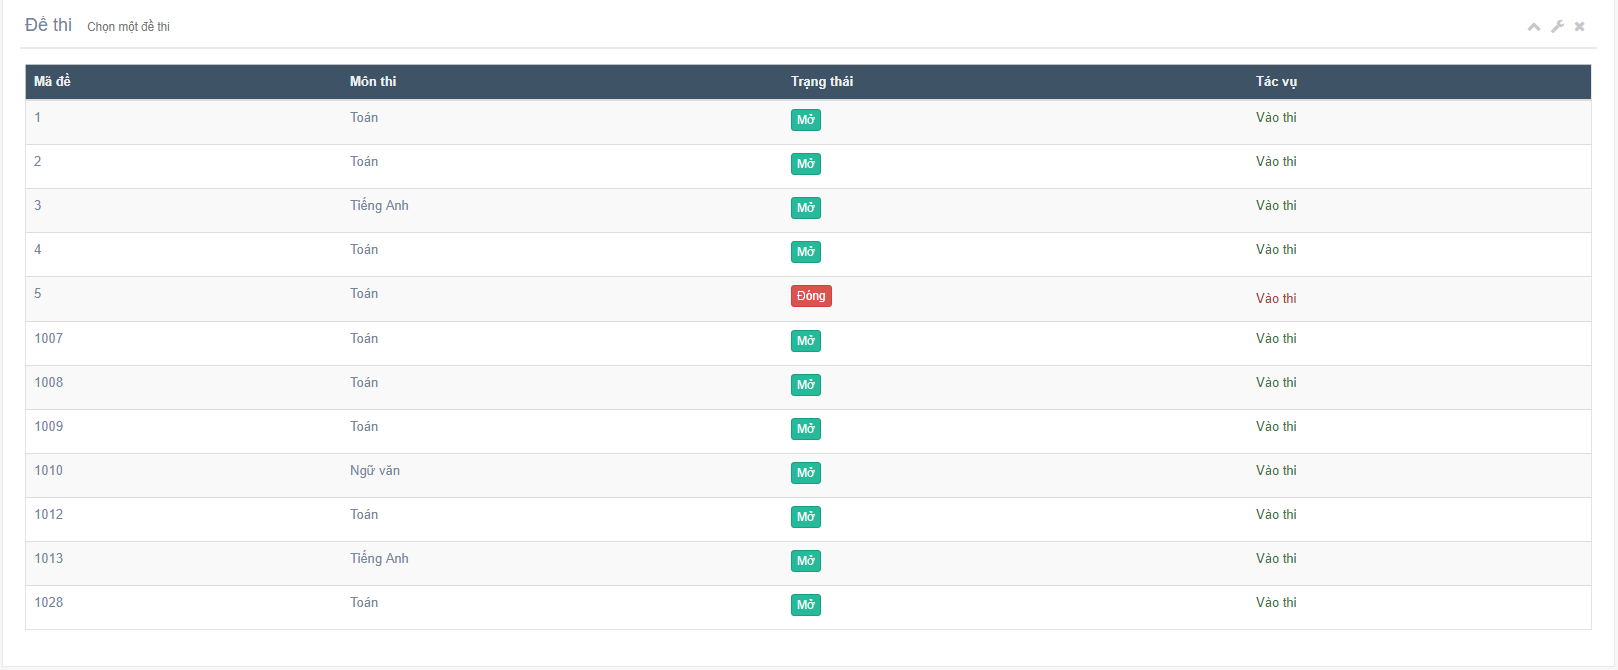 Đề thi Chọn một đề thi
Mã đề Môn thi Trạng thái Tác vụ
1 Toán Mở Vào thi
2 Toán Mở Vào thi
3 Tiếng Anh Mở Vào thi
4 Toán Mở Vào thi
5 Toán Đóng Vào thi
1007 Toán Mở Vào thi
1008 Toán Mở Vào thi
1009 Toán Mở Vào thi
1010 Ngữ văn Mở Vào thi
1012 Toán Mở Vào thi
1013 Tiếng Anh Mở Vào thi
1028 Toán Mở Vào thi